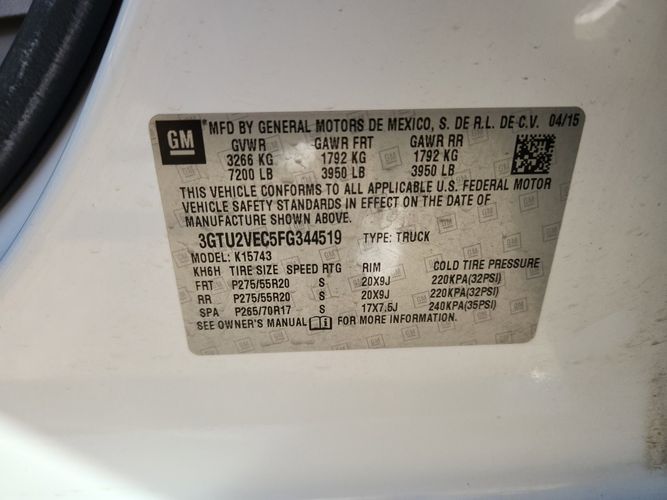 GM MFD BY GENERAL MOTORS DE MEXICO, S. DE R.L. DE C.V. 04/15
GVWR GAWR FRT GAWR RR
3266 KG 1792 KG 1792 KG
7200 LB 3950 LB 3950 LB
THIS VEHICLE CONFORMS TO ALL APPLICABLE U.S. FEDERAL MOTOR
VEHICLE SAFETY STANDARDS IN EFFECT ON THE DATE OF
MANUFACTURE SHOWN ABOVE.
3GTU2VEC5FG344519 TYPE: TRUCK
MODEL: K15743
KH6H TIRE SIZE SPEED RTG RIM COLD TIRE PRESSURE
FRT P275/55R20 S 20X9J 220KPA(32PSI)
RR P275/55R20 S 20X9J 220KPA(32PSI)
SPA P265/70R17 S 17X7.5J 240KPA(35PSI)
SEE OWNER'S MANUAL FOR MORE INFORMATION.